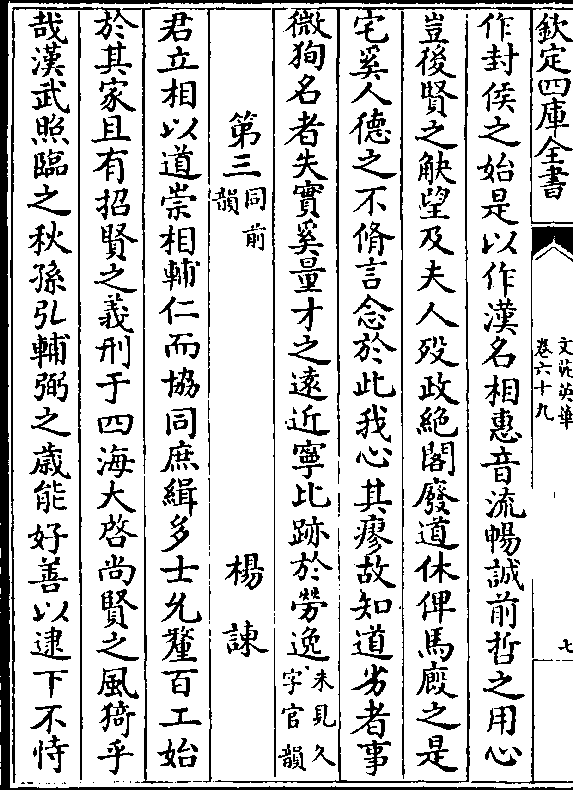 欽定四庫全書
文苑英華
卷六十九
七
作封侯之始是以作漢名相惠音流暢誠前哲之用心
豈後賢之觖望及夫人歿政絶閣廢道休俾馬廄之是
宅奚人德之不脩言念於此我心其瘳故知道劣者事
微狥名者失實奚量才之遠近寧比跡於勞逸未見久字官韻
第三同前韻　楊諫
君立相以道崇相輔仁而協同庶緝多士允釐百工始
於其家且有招賢之義刑于四海大啓尚賢之風猗乎
哉漢武照臨之秋孫弘輔弼之歲能好善以逮下不恃